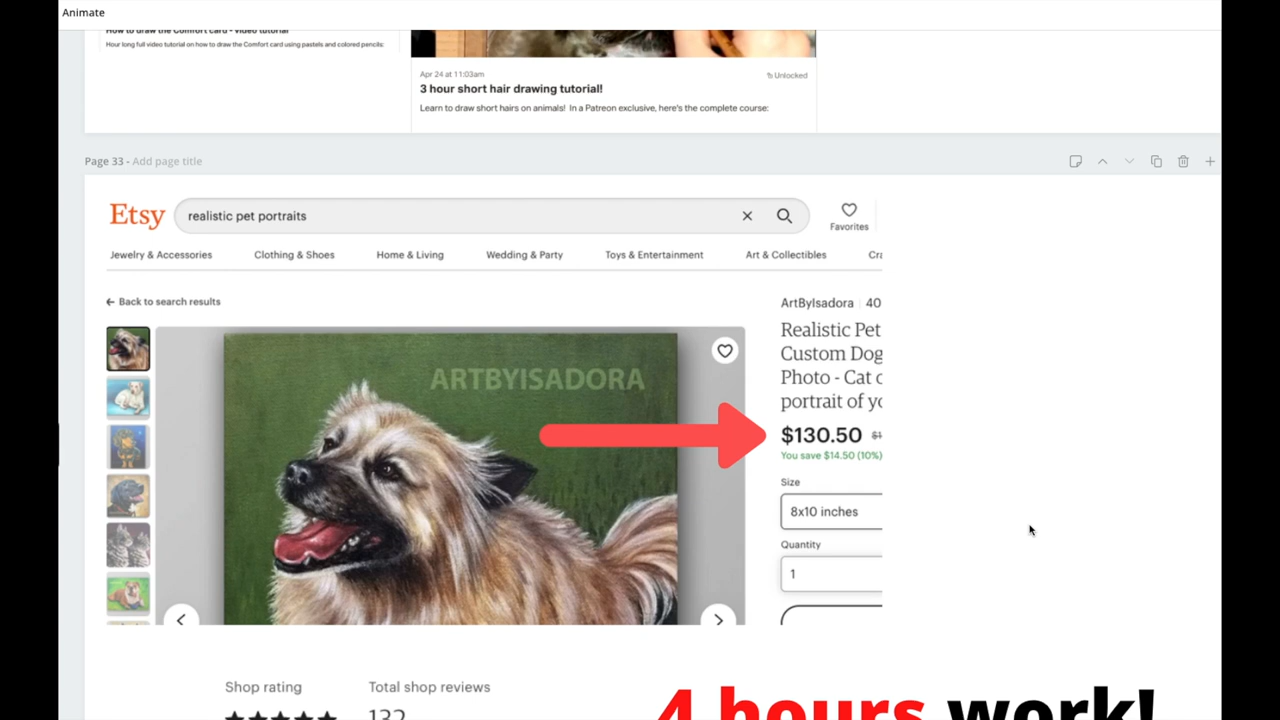 Animate
How to draw the Comfort card - video tutorial
Hour long full video tutorial on how to draw the Comfort card using pastels and colored pencils:
Apr 24 at 11:03am
Unlocked
3 hour short hair drawing tutorial!
Learn to draw short hairs on animals! In a Patreon exclusive, here's the complete course:
Page 33 - Add page title
Etsy
realistic pet portraits
Favorites
Jewelry & Accessories Clothing & Shoes Home & Living Wedding & Party Toys & Entertainment Art & Collectibles
Back to search results
ARTBYISADORA
ArtByIsadora 40
Realistic Pet
Custom Dog
Photo - Cat
portrait of
$130.50
You save $14.50 (10%)
Size
8x10 inches
Quantity
1
Shop rating Total shop reviews
132
4 hours work!